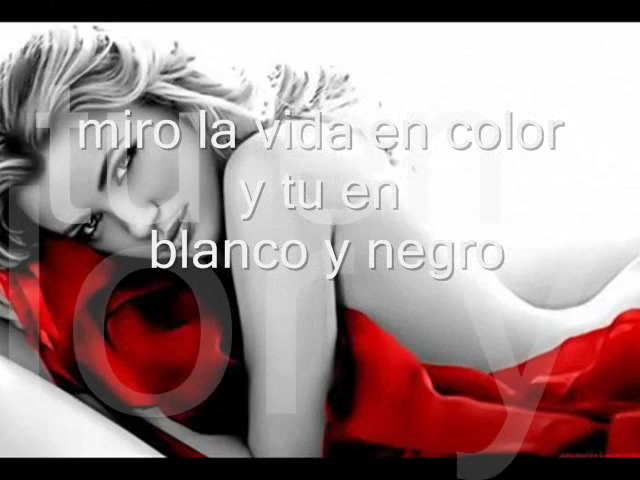 miro la vida en color
y tu en
blanco y negro